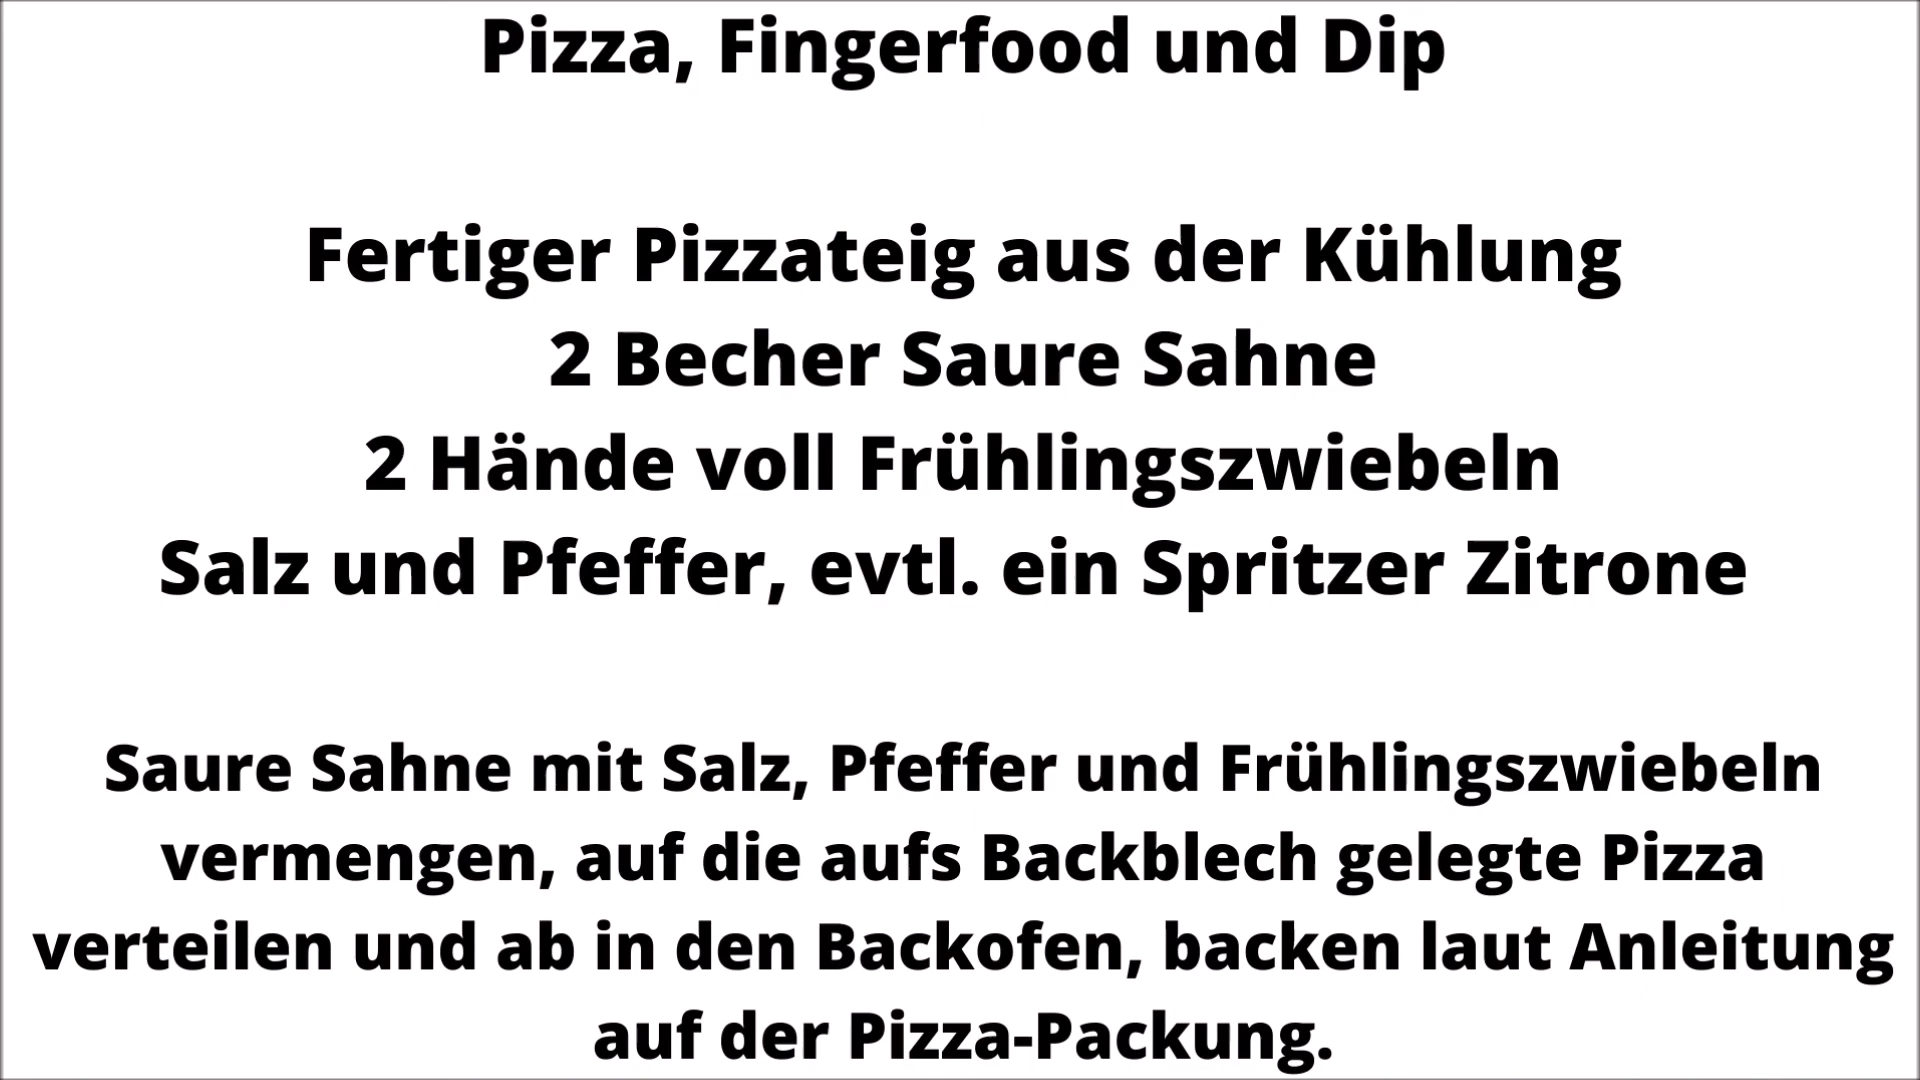 Pizza, Fingerfood und Dip
Fertiger Pizzateig aus der Kühlung
2 Becher Saure Sahne
2 Hände voll Frühlingszwiebeln
Salz und Pfeffer, evtl. ein Spritzer Zitrone
Saure Sahne mit Salz, Pfeffer und Frühlingszwiebeln
vermengen, auf die aufs Backblech gelegte Pizza
verteilen und ab in den Backofen, backen laut Anleitung
auf der Pizza-Packung.